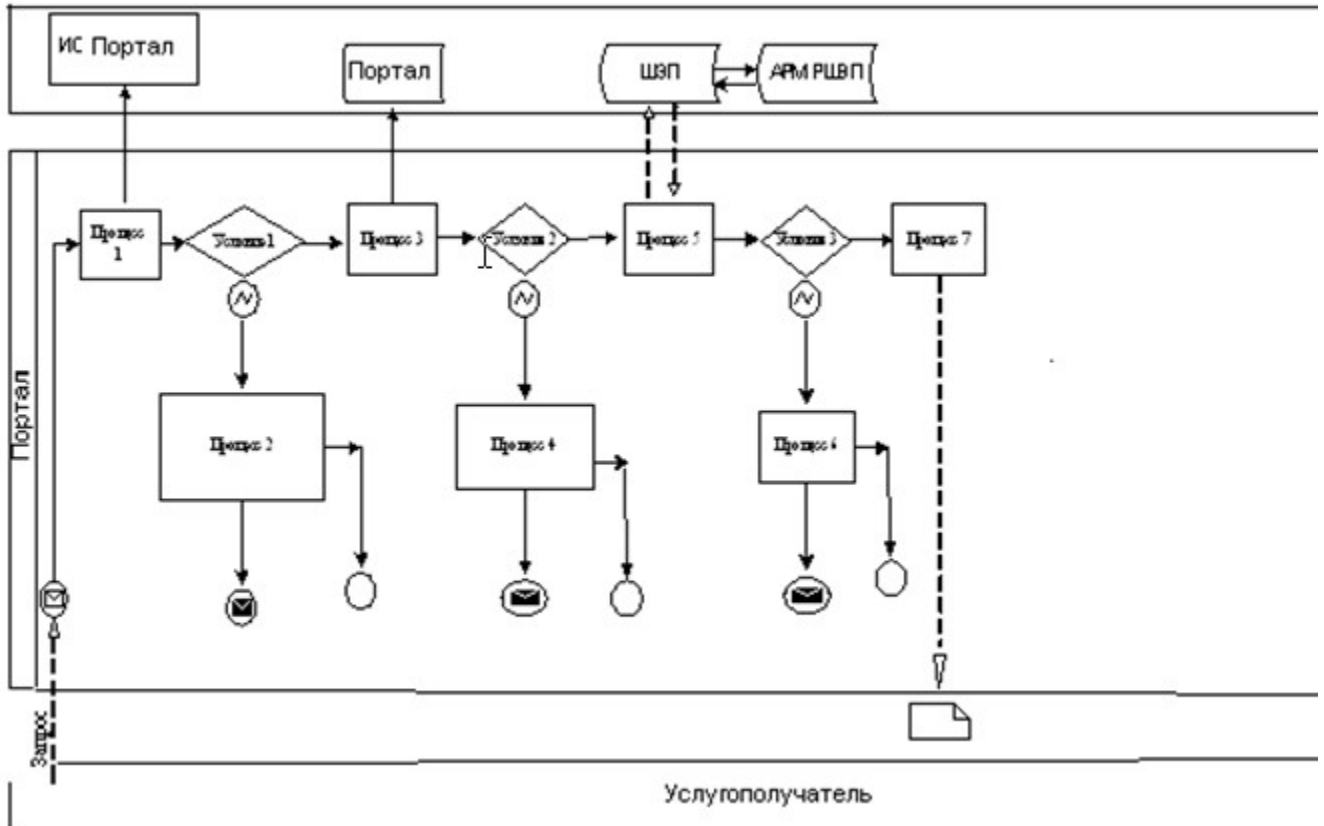 ИС Портал
Портал
ШЭП
АРМ РШЭП
Процесс
1
Условие 1
Процесс 3
Условие 2
Процесс 5
Условие 3
Процесс 7
Процесс 2
Процесс 4
Процесс 6
Портал
Запрос
Услугополучатель